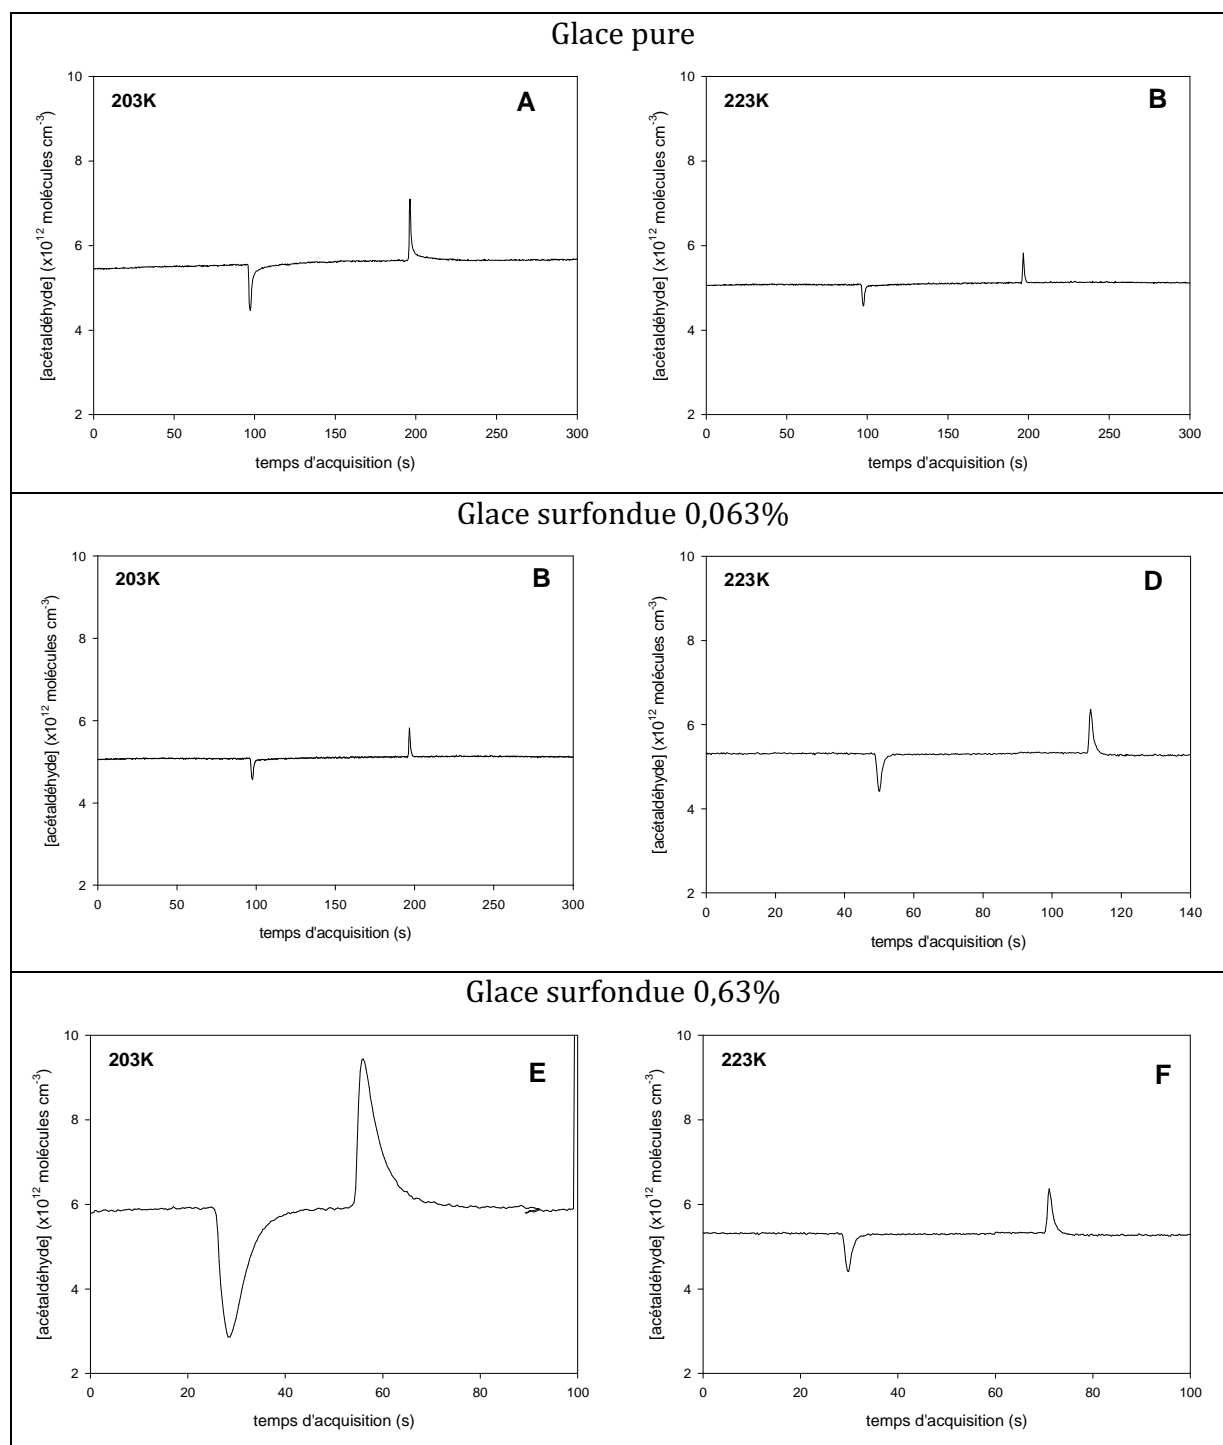 Glace pure
203K
A
[acétaldéhyde] (x10¹² molécules cm⁻³)
10
8
6
4
2
0 50 100 150 200 250 300
temps d'acquisition (s)
223K
B
[acétaldéhyde] (x10¹² molécules cm⁻³)
10
8
6
4
2
0 50 100 150 200 250 300
temps d'acquisition (s)
Glace surfondue 0,063%
203K
B
[acétaldéhyde] (x10¹² molécules cm⁻³)
10
8
6
4
2
0 50 100 150 200 250 300
temps d'acquisition (s)
223K
D
[acétaldéhyde] (x10¹² molécules cm⁻³)
10
8
6
4
2
0 20 40 60 80 100 120 140
temps d'acquisition (s)
Glace surfondue 0,63%
203K
E
[acétaldéhyde] (x10¹² molécules cm⁻³)
10
8
6
4
2
0 20 40 60 80 100
temps d'acquisition (s)
223K
F
[acétaldéhyde] (x10¹² molécules cm⁻³)
10
8
6
4
2
0 20 40 60 80 100
temps d'acquisition (s)